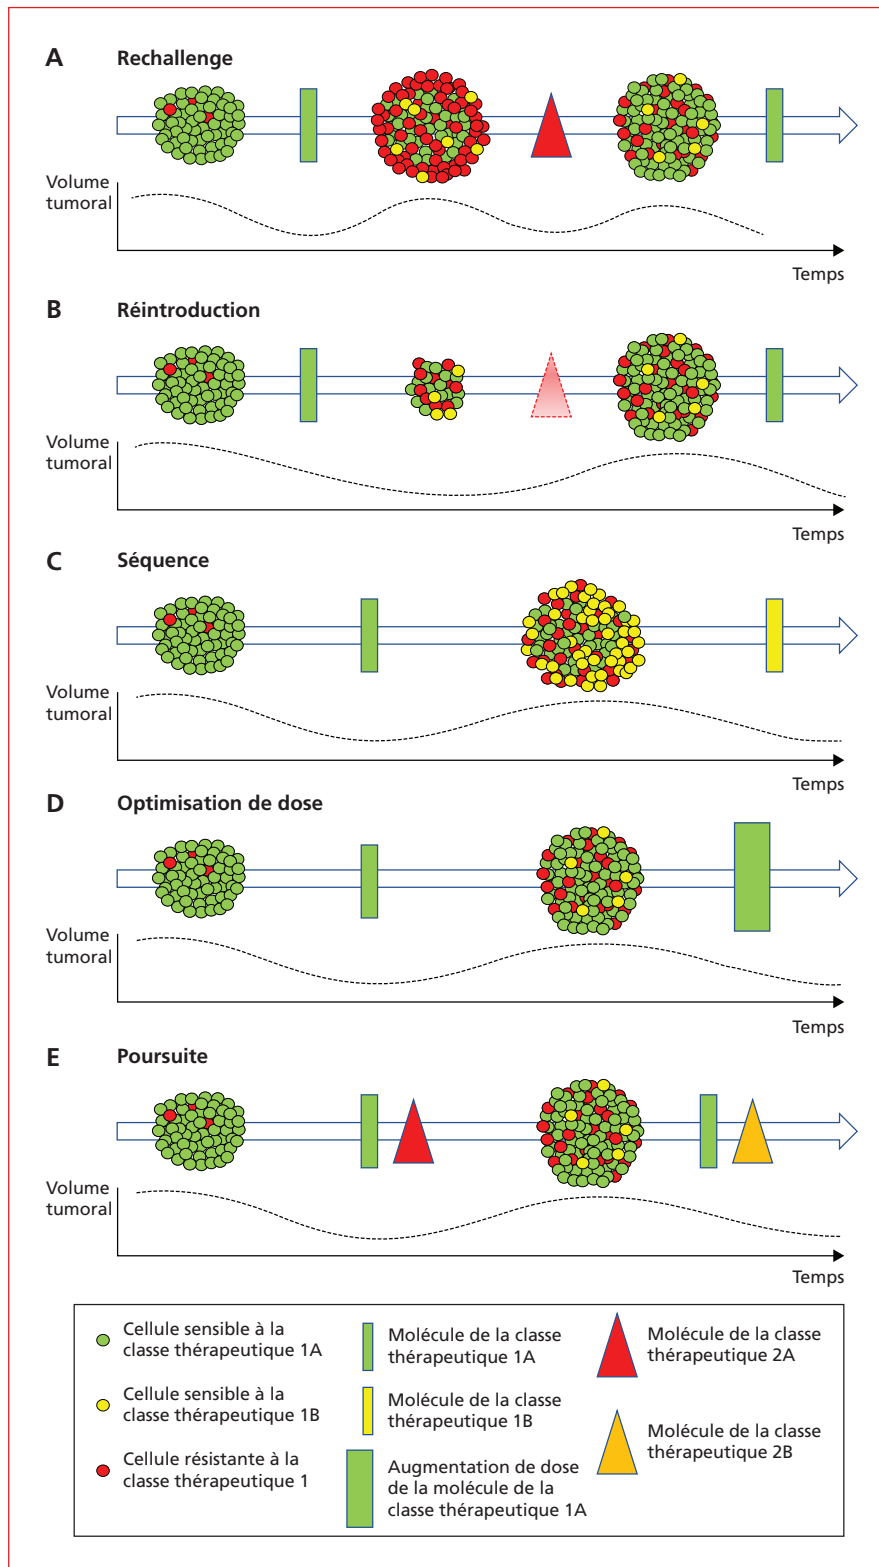 A Rechallenge
Volume
tumoral
Temps
B Réintroduction
Volume
tumoral
Temps
C Séquence
Volume
tumoral
Temps
D Optimisation de dose
Volume
tumoral
Temps
E Poursuite
Volume
tumoral
Temps
Cellule sensible à la
classe thérapeutique 1A
Cellule sensible à la
classe thérapeutique 1B
Cellule résistante à la
classe thérapeutique 1
Molécule de la classe
thérapeutique 1A
Molécule de la classe
thérapeutique 1B
Augmentation de dose
de la molécule de la
classe thérapeutique 1A
Molécule de la classe
thérapeutique 2A
Molécule de la classe
thérapeutique 2B